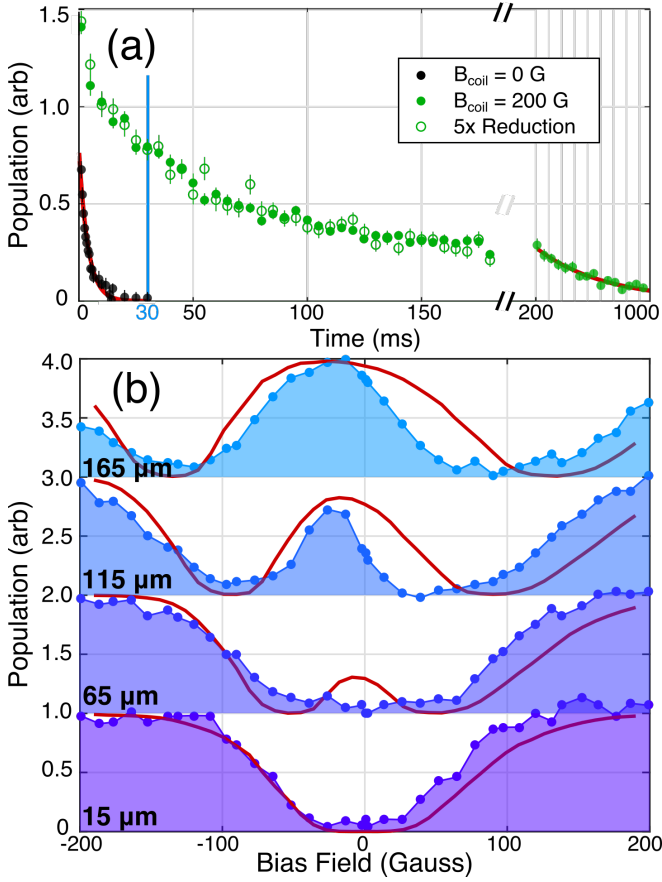 (a)
1.5
1.0
0.5
0
Population (arb)
B_coil = 0 G
B_coil = 200 G
5x Reduction
0 30 50 100 150 200 1000
Time (ms)
(b)
4.0
3.5
165 µm
3.0
2.5
115 µm
2.0
1.5
65 µm
1.0
0.5
15 µm
0
Population (arb)
-200 -100 0 100 200
Bias Field (Gauss)